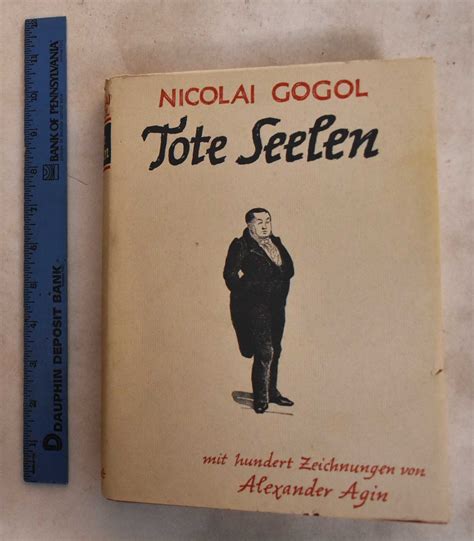 NICOLAI GOGOL
Tote Seelen
mit hundert Zeichnungen von
Alexander Agin
BANK OF PENNSYLVANIA
DAUPHIN DEPOSIT BANK